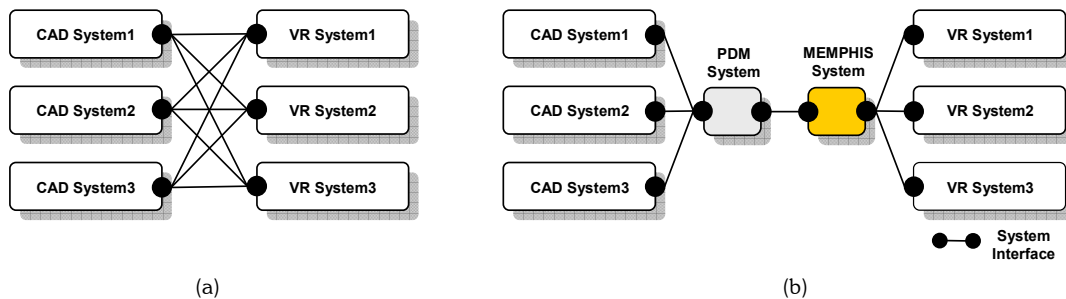 CAD System1
VR System1
CAD System2
VR System2
CAD System3
VR System3
(a)
CAD System1
PDM
System
MEMPHIS
System
VR System1
CAD System2
VR System2
CAD System3
VR System3
System
Interface
(b)